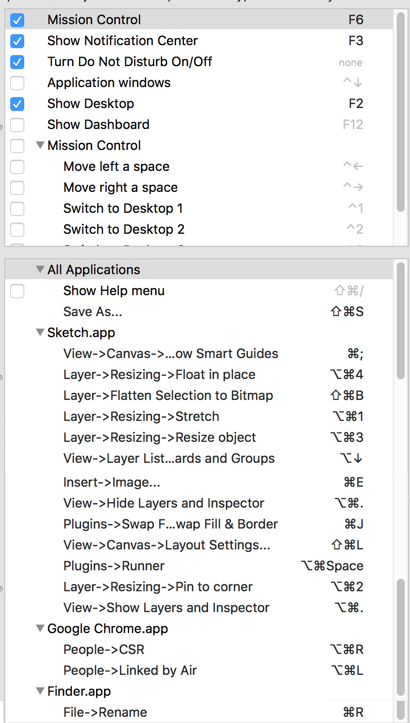 Mission Control F6
Show Notification Center F3
Turn Do Not Disturb On/Off none
Application windows ^↓
Show Desktop F2
Show Dashboard F12
Mission Control
Move left a space ^←
Move right a space ^→
Switch to Desktop 1 ^1
Switch to Desktop 2 ^2
All Applications
Show Help menu ⇧⌘/
Save As... ⇧⌘S
Sketch.app
View->Canvas->...ow Smart Guides ⌘;
Layer->Resizing->Float in place ⌥⌘4
Layer->Flatten Selection to Bitmap ⇧⌘B
Layer->Resizing->Stretch ⌥⌘1
Layer->Resizing->Resize object ⌥⌘3
View->Layer List...ards and Groups ⌥↓
Insert->Image... ⌘E
View->Hide Layers and Inspector ⌥⌘.
Plugins->Swap F...wap Fill & Border ⌘J
View->Canvas->Layout Settings... ⇧⌘L
Plugins->Runner ⌥⌘Space
Layer->Resizing->Pin to corner ⌥⌘2
View->Show Layers and Inspector ⌥⌘.
Google Chrome.app
People->CSR ⌥⌘R
People->Linked by Air ⌥⌘L
Finder.app
File->Rename ⌘R